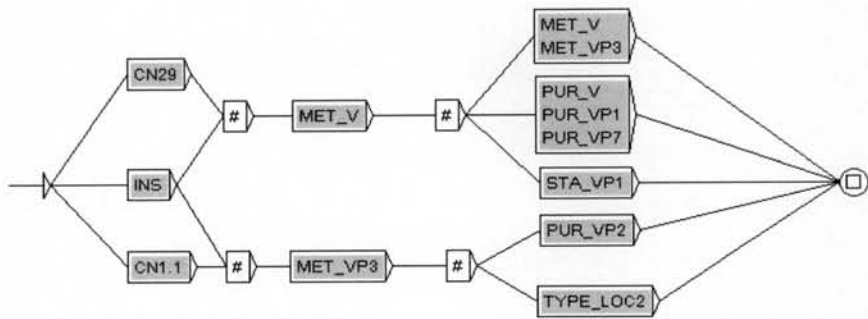 MET_V
MET_VP3
CN29
PUR_V
# MET_V # PUR_VP1
PUR_VP7
INS STA_VP1
PUR_VP2
CN1.1 # MET_VP3 #
TYPE_LOC2